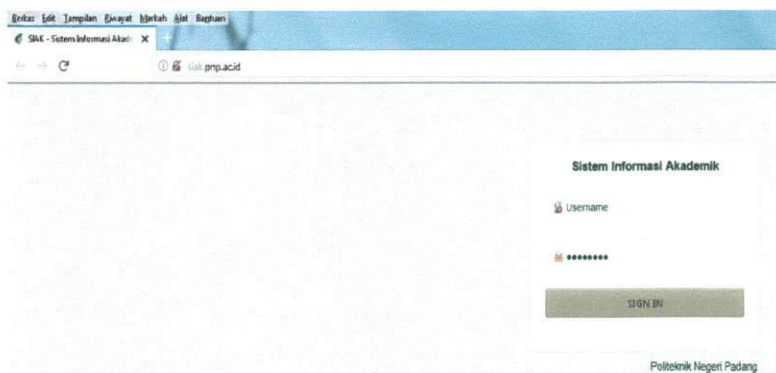 Berkas Edit Tampilan Riwayat Markah Alat Bantuan
SIAK - Sistem Informasi Akad
siak.pnp.ac.id
Sistem Informasi Akademik
Username
••••••••
SIGN IN
Politeknik Negeri Padang